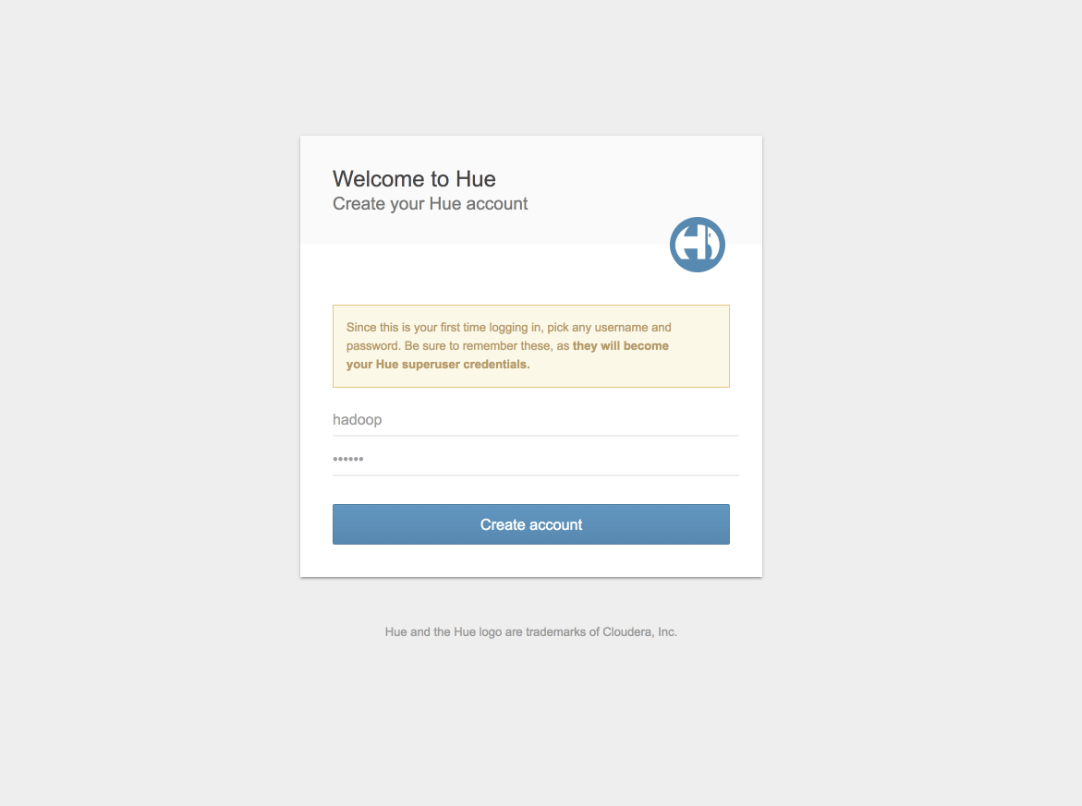 Welcome to Hue
Create your Hue account
Since this is your first time logging in, pick any username and
password. Be sure to remember these, as they will become
your Hue superuser credentials.
hadoop
••••••
Create account
Hue and the Hue logo are trademarks of Cloudera, Inc.